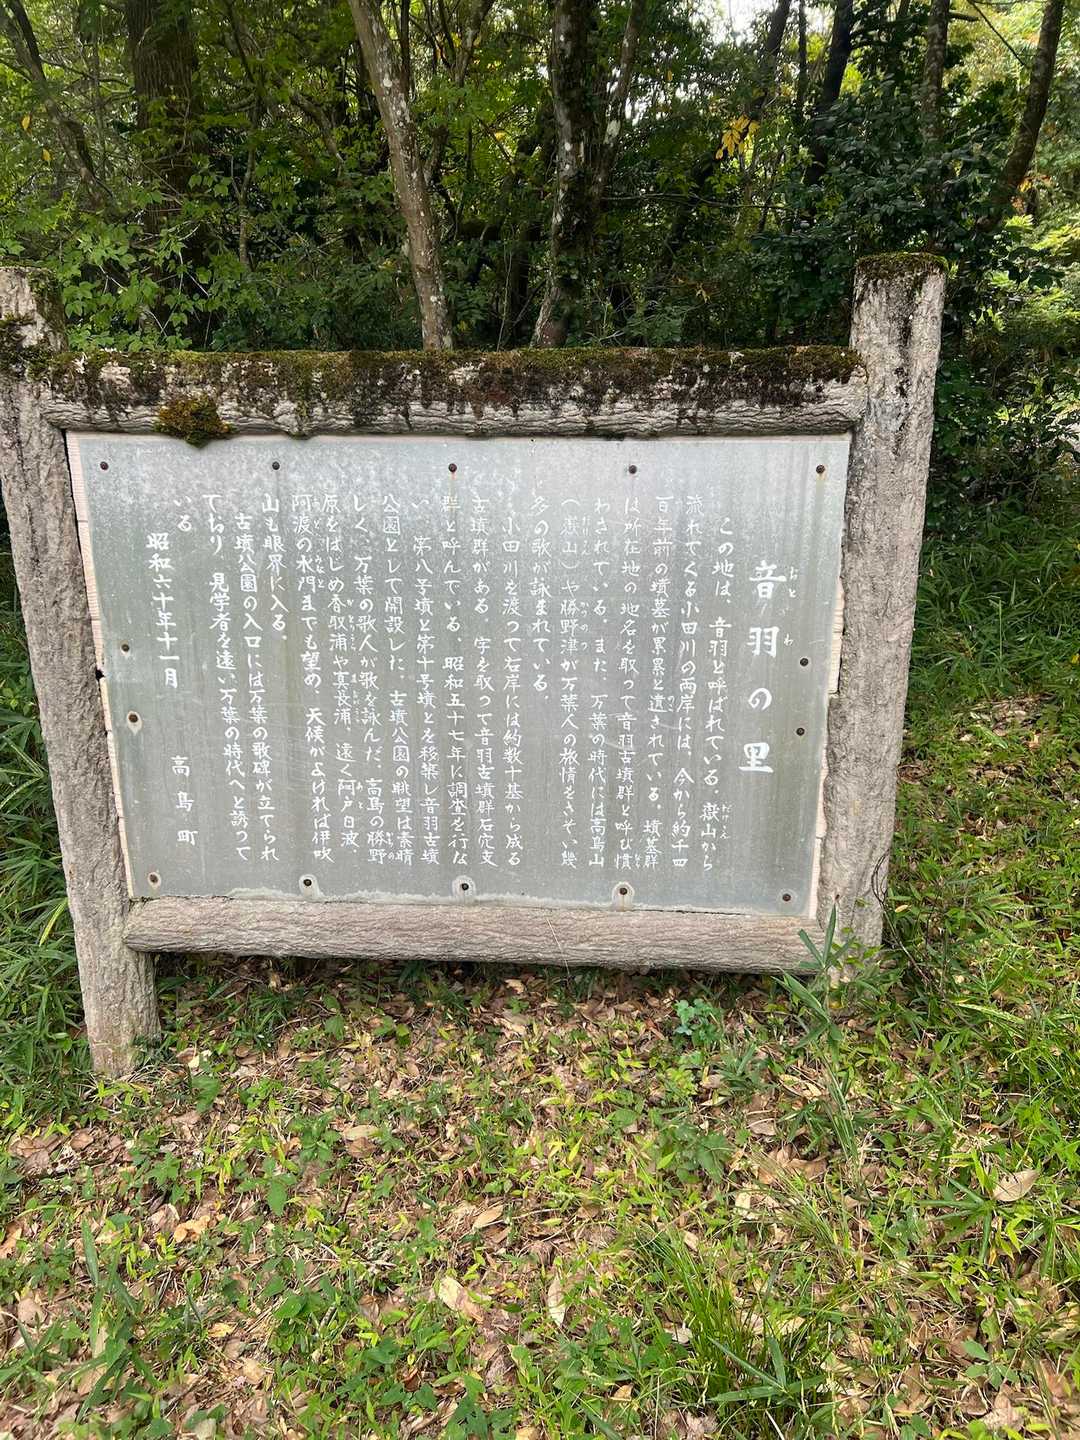 音羽の里
おと わ
この地は、音羽と呼ばれている。嶽山から
流れてくる小田川の両岸には、今から約千四
百年前の墳墓が累累と遺されている。墳墓群
は所在地の地名を取って音羽古墳群と呼び慣
わされている。また、万葉の時代には高島山
(嶽山)や勝野津が万葉人の旅情をさそい幾
多の歌が詠まれている。
小田川を渡って右岸には約数十基から成る
古墳群がある。字を取って音羽古墳群石穴支
群と呼んでいる。昭和五十七年に調査を行な
い、第八号墳と第十号墳とを移築し音羽古墳
公園として開設した。古墳公園の眺望は素晴
しく、万葉の歌人が歌を詠んだ、高島の勝野
原をはじめ香取浦や真長浦、遠く阿戸白波、
阿渡の水門までも望め、天候がよければ伊吹
山も眼界に入る。
古墳公園の入口には万葉の歌碑が立てられ
ており、見学者を遠い万葉の時代へと誘って
いる
昭和六十年十一月
高島町